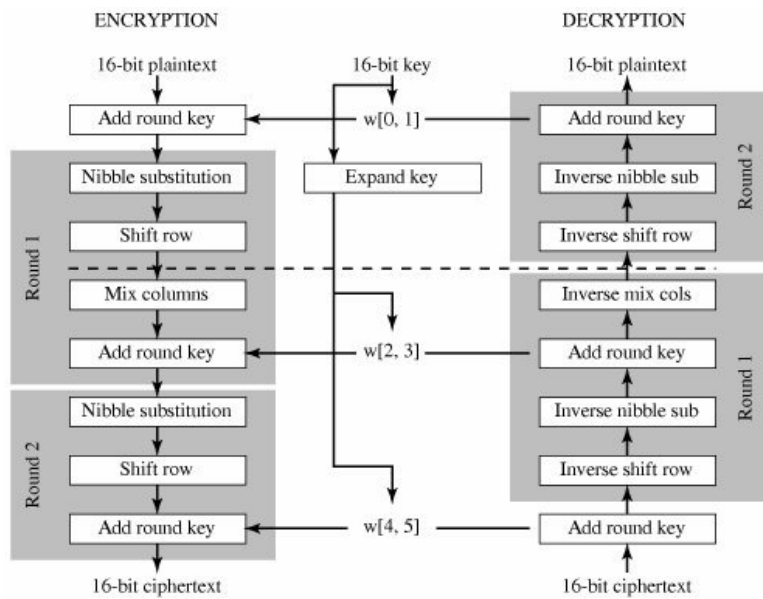 ENCRYPTION
DECRYPTION
16-bit plaintext
16-bit key
16-bit plaintext
Add round key
w[0, 1]
Add round key
Nibble substitution
Expand key
Inverse nibble sub
Round 2
Shift row
Inverse shift row
Round 1
Mix columns
Inverse mix cols
Add round key
w[2, 3]
Add round key
Nibble substitution
Inverse nibble sub
Round 1
Round 2
Shift row
Inverse shift row
Add round key
w[4, 5]
Add round key
16-bit ciphertext
16-bit ciphertext